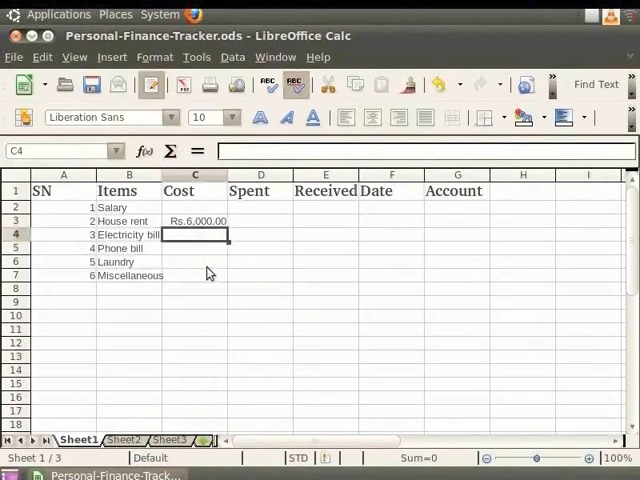 Applications Places System
Personal-Finance-Tracker.ods - LibreOffice Calc
File Edit View Insert Format Tools Data Window Help
ABC ABC Find Text
Liberation Sans 10 A A A
C4 f(x) Σ =
A B C D E F G H I
1 SN Items Cost Spent Received Date Account
2 1 Salary
3 2 House rent Rs.6,000.00
4 3 Electricity bill
5 4 Phone bill
6 5 Laundry
7 6 Miscellaneous
8
9
10
11
12
13
14
15
16
17
18
Sheet1 Sheet2 Sheet3
Sheet 1 / 3 Default STD Sum=0 100%
Personal-Finance-Track...